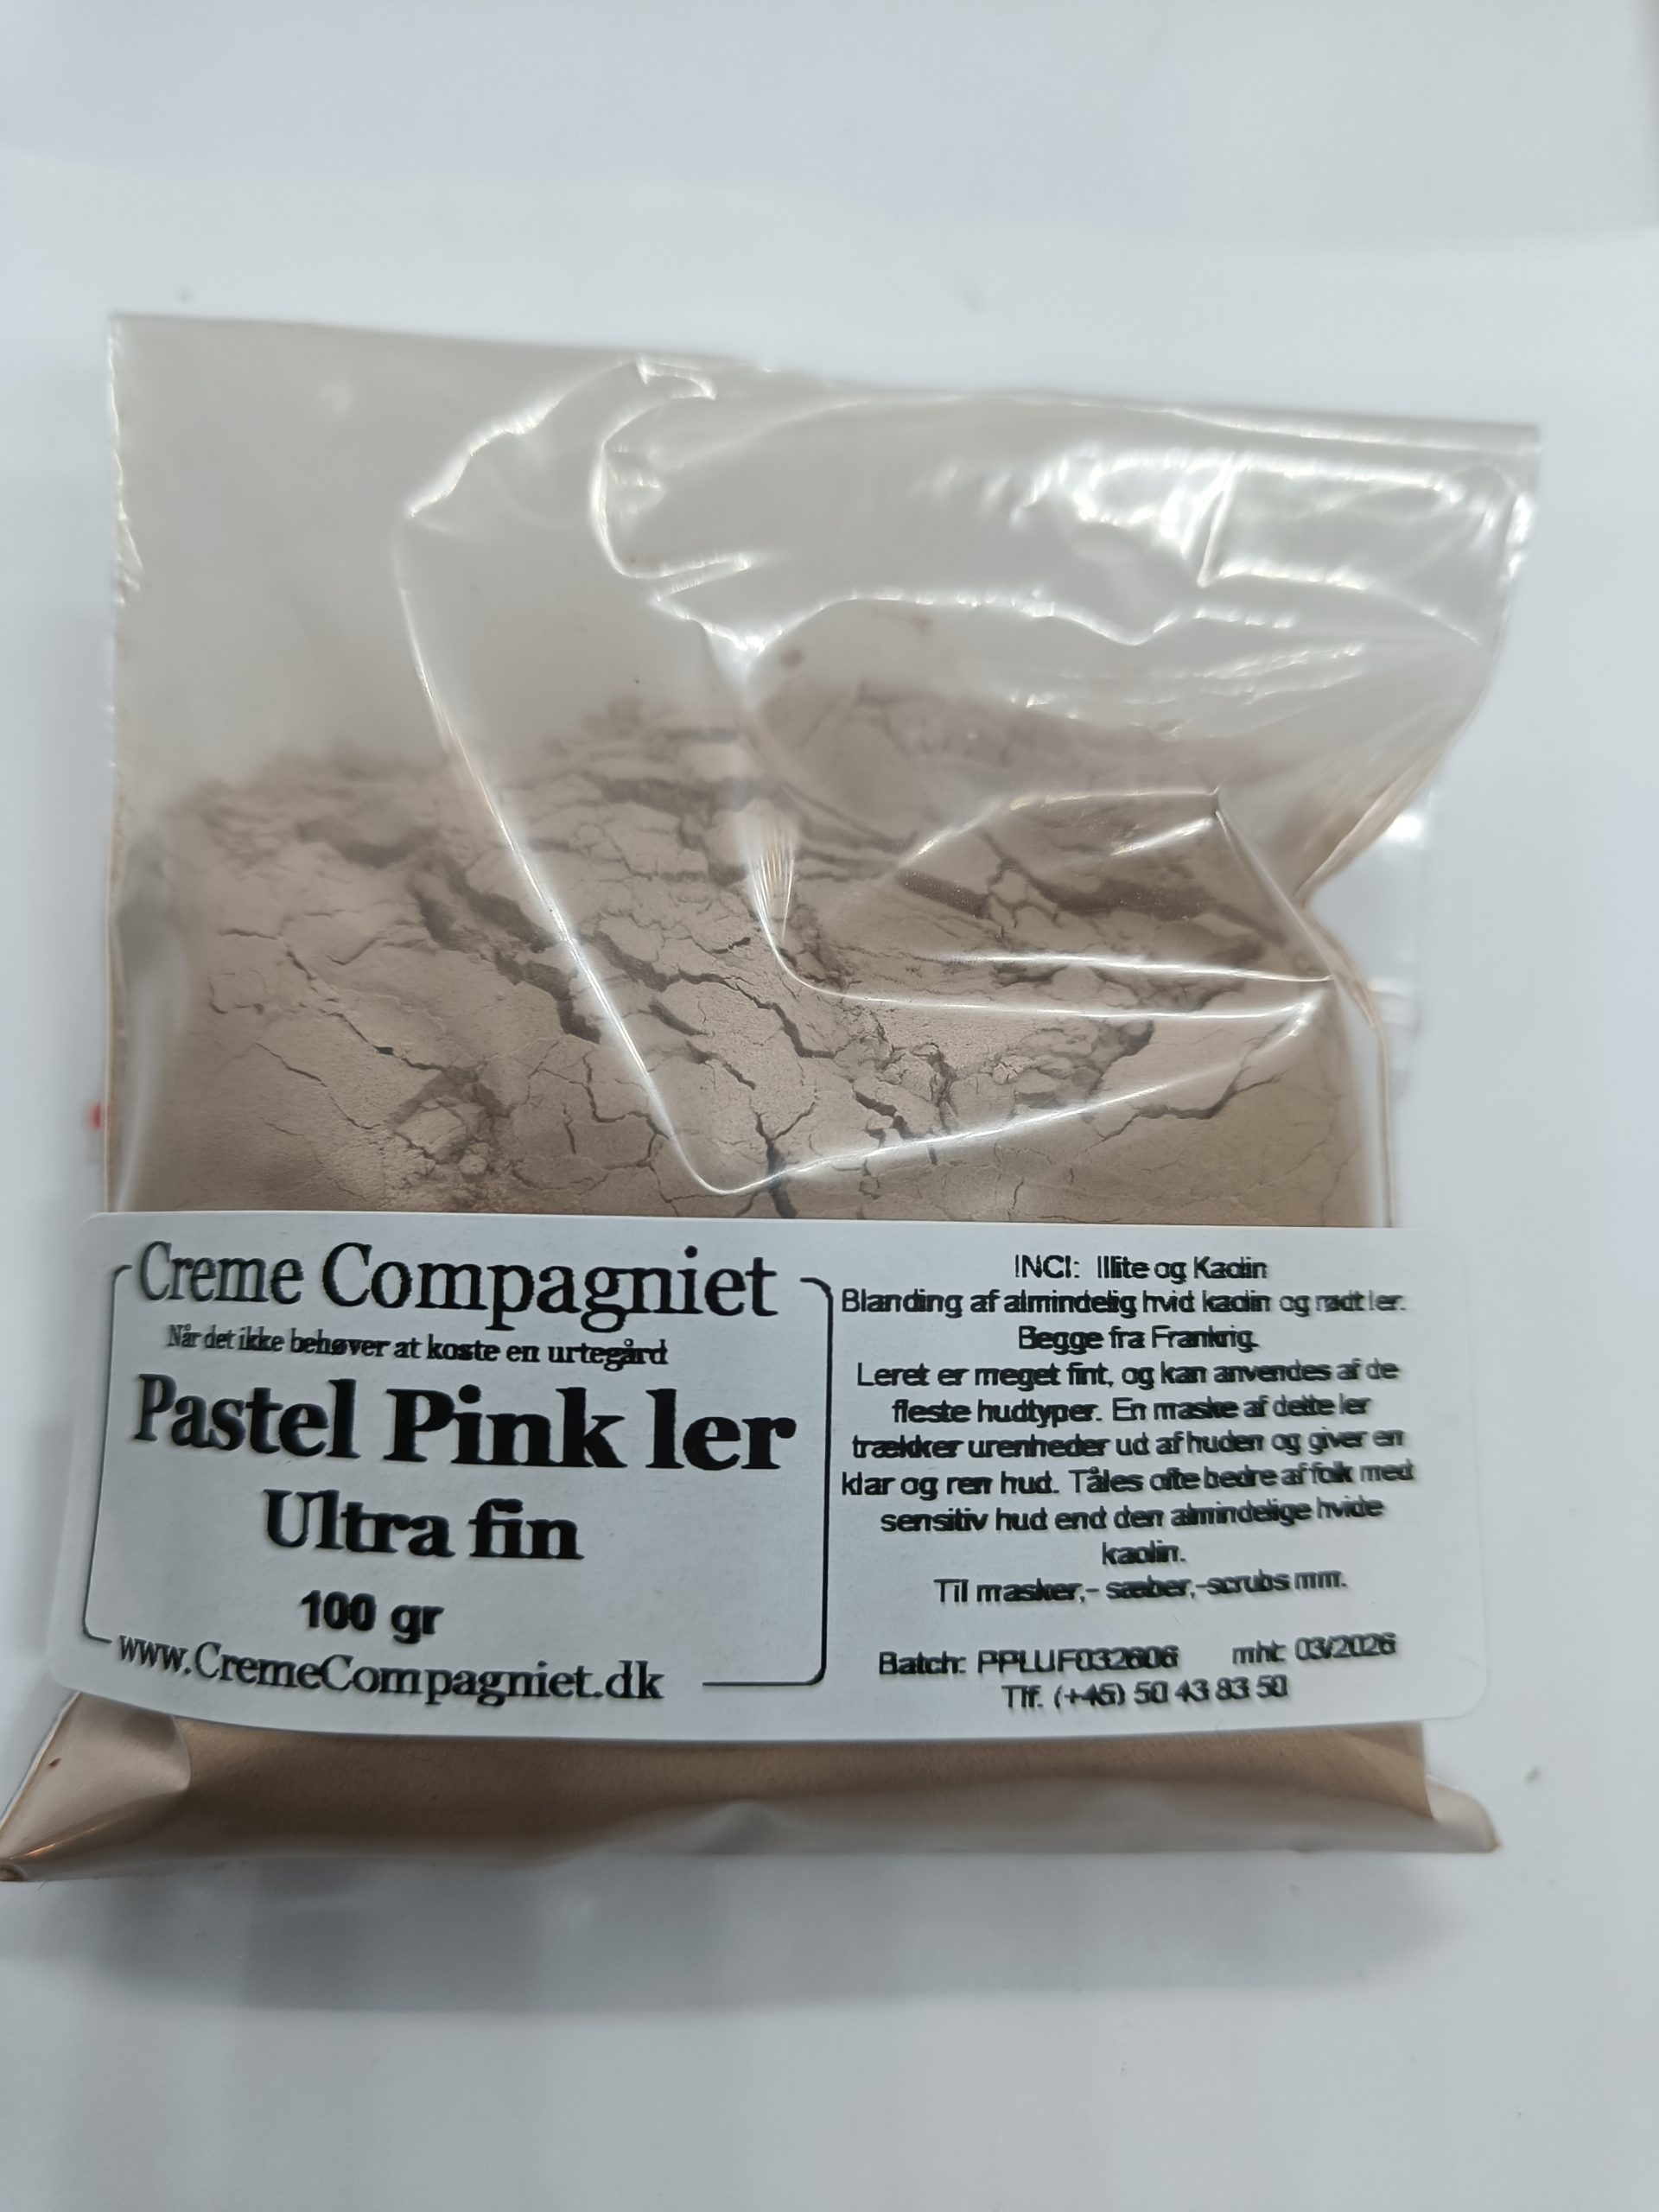 Creme Compagniet
Når det ikke behøver at koste en urtegård
Pastel Pink ler
Ultra fin
100 gr
www.CremeCompagniet.dk
INCI: Illite og Kaolin
Blanding af almindelig hvid kaolin og rødt ler.
Begge fra Frankrig.
Leret er meget fint, og kan anvendes af de
fleste hudtyper. En maske af dette ler
trækker urenheder ud af huden og giver en
klar og ren hud. Tåles ofte bedre af folk med
sensitiv hud end den almindelige hvide
kaolin.
Til masker,- sæber,-scrubs mm.
Batch: PPLUF032606 mht: 03/2026
Tlf. (+45) 50 43 83 50